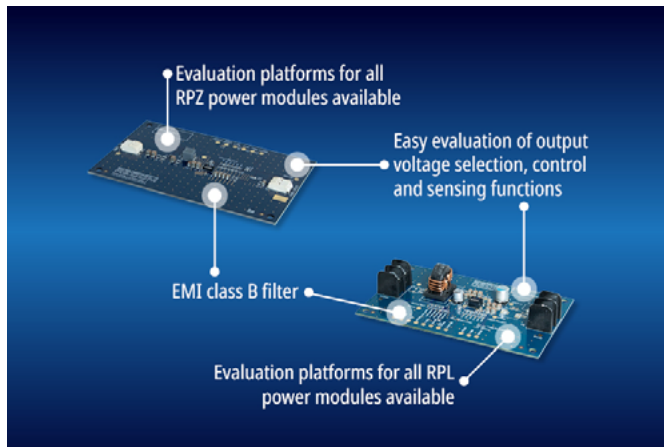 Evaluation platforms for all
RPZ power modules available
Easy evaluation of output
voltage selection, control
and sensing functions
EMI class B filter
Evaluation platforms for all RPL
power modules available